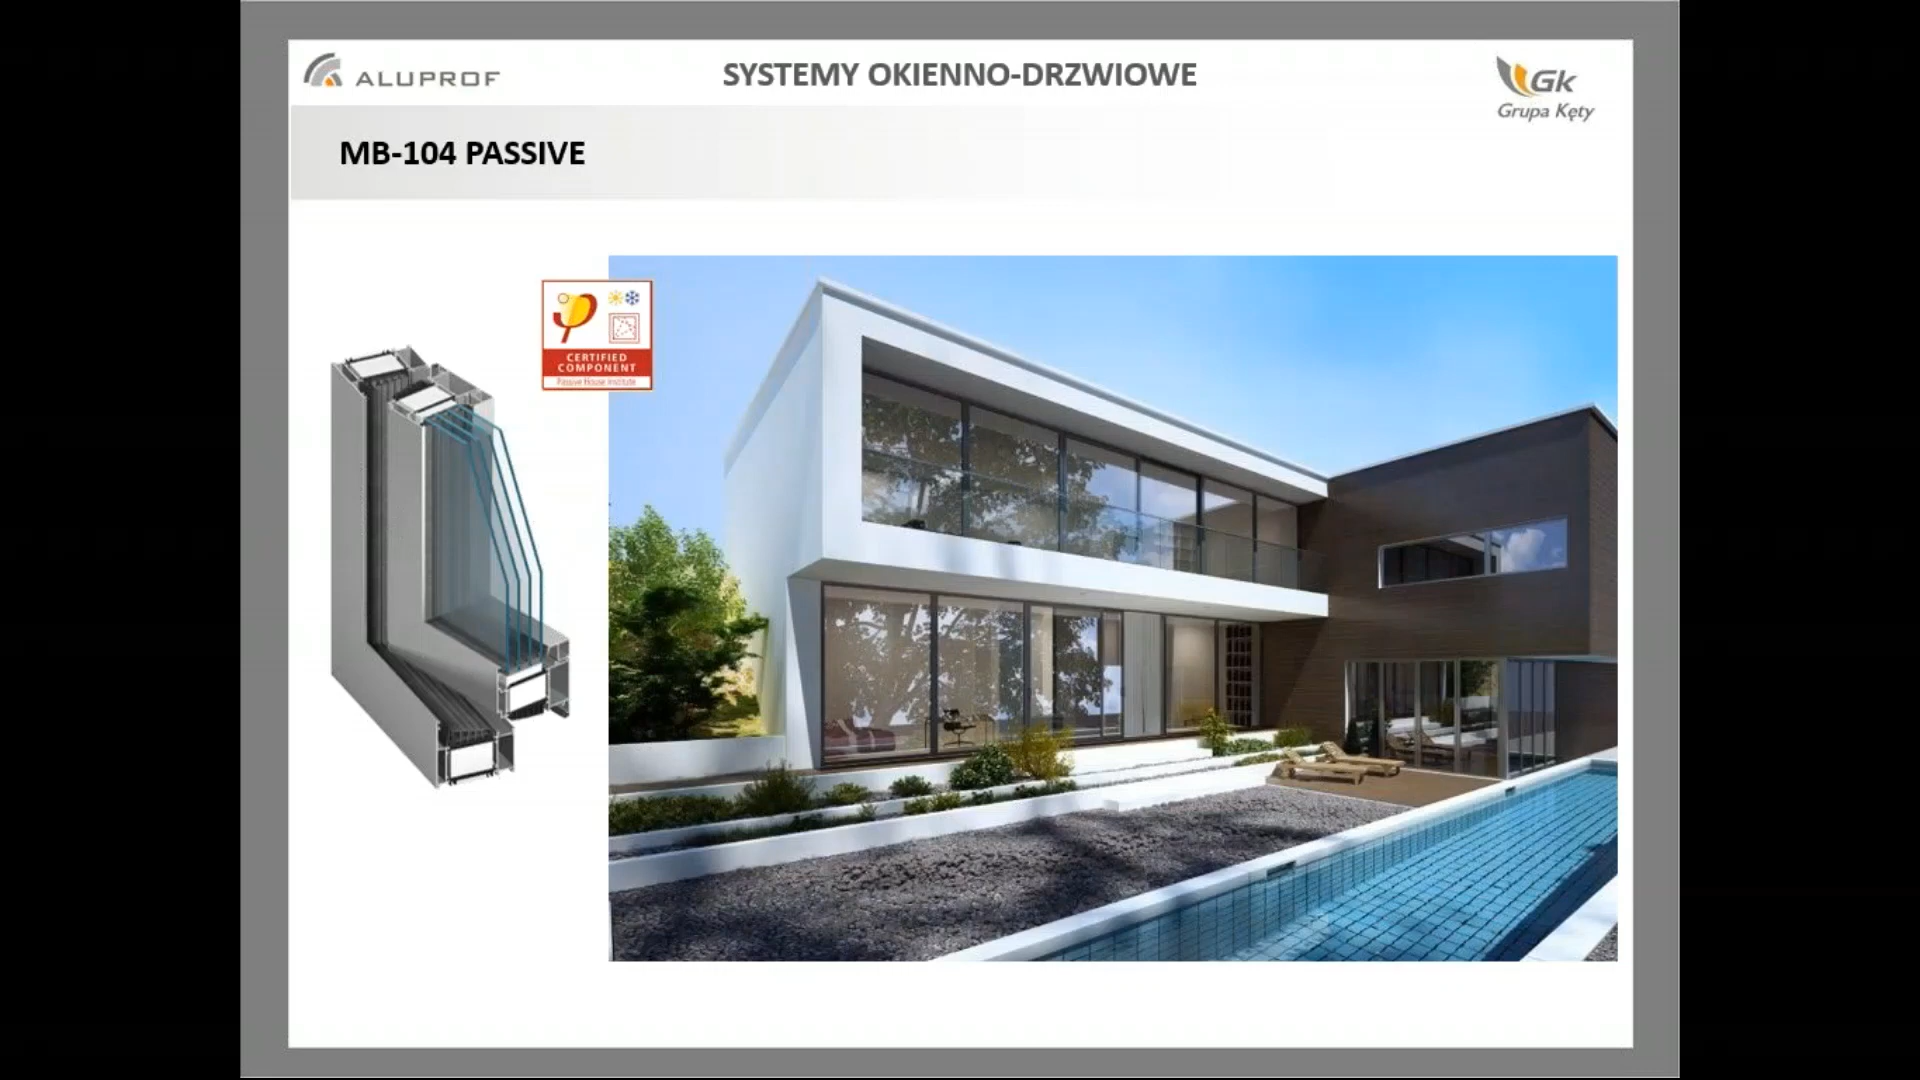 ALUPROF
SYSTEMY OKIENNO-DRZWIOWE
Gk
Grupa Kęty
MB-104 PASSIVE
CERTIFIED
COMPONENT
Passive House Institute